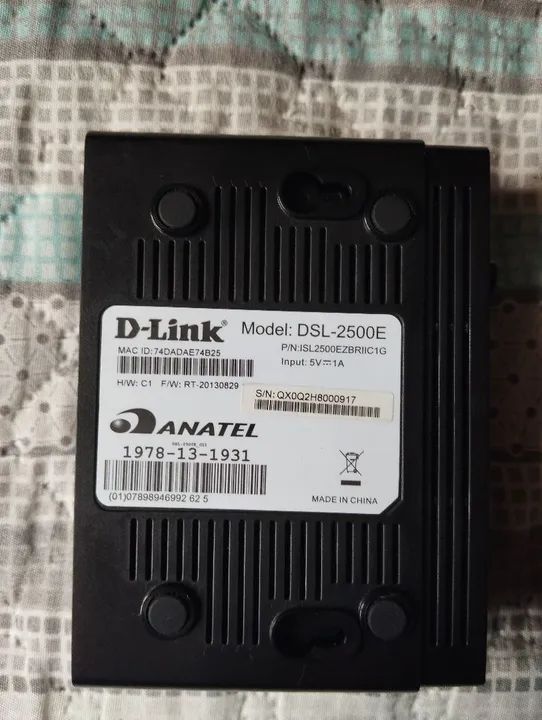 D-Link® Model: DSL-2500E
MAC ID:74DADAE74B25
P/N:ISL2500EZBRIIC1G
Input: 5V⎓1A
H/W: C1 F/W: RT-20130829
S/N:QX0Q2H8000917
ANATEL
1978-13-1931
(01)07898946992 62 5
MADE IN CHINA